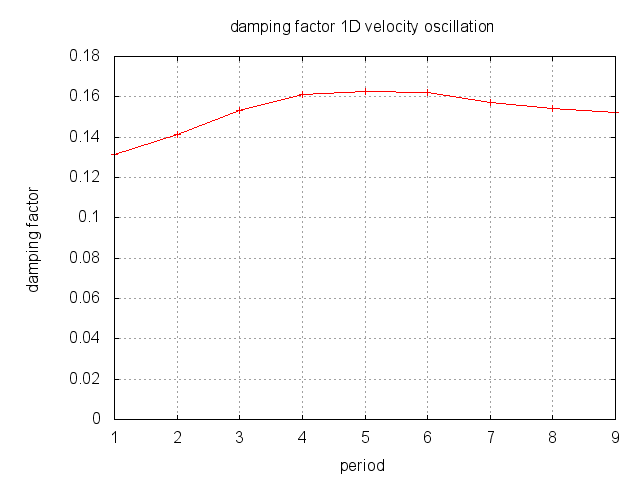 damping factor 1D velocity oscillation
0.18
0.16
0.14
0.12
0.1
0.08
0.06
0.04
0.02
0
damping factor
1 2 3 4 5 6 7 8 9
period